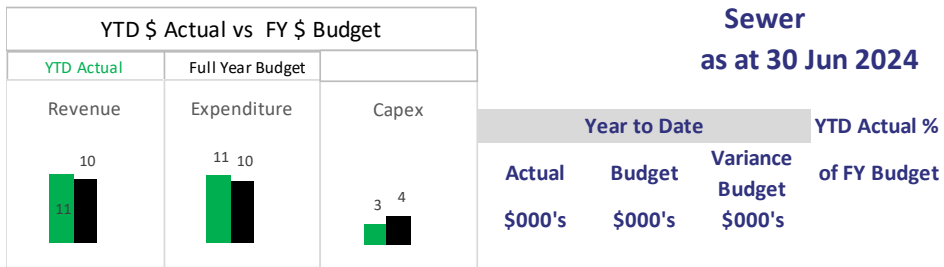 YTD $ Actual vs FY $ Budget
YTD Actual
Full Year Budget
Revenue
Expenditure
Capex
10
11
11
10
3
4
Sewer
as at 30 Jun 2024
Year to Date
YTD Actual %
Actual
Budget
Variance
Budget
of FY Budget
$000's
$000's
$000's